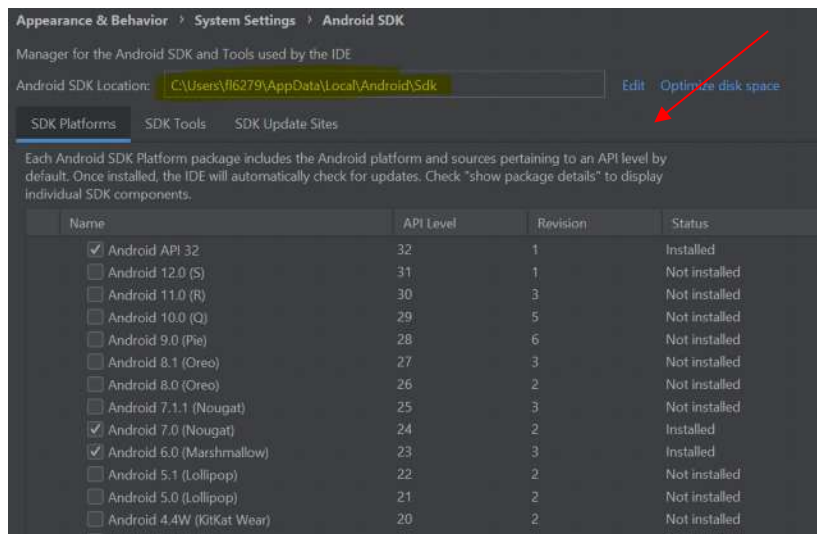 Appearance & Behavior > System Settings > Android SDK
Manager for the Android SDK and Tools used by the IDE
Android SDK Location: C:\Users\fl6279\AppData\Local\Android\Sdk Edit Optimize disk space
SDK Platforms SDK Tools SDK Update Sites
Each Android SDK Platform package includes the Android platform and sources pertaining to an API level by
default. Once installed, the IDE will automatically check for updates. Check "show package details" to display
individual SDK components.
Name API Level Revision Status
Android API 32 32 1 Installed
Android 12.0 (S) 31 1 Not installed
Android 11.0 (R) 30 3 Not installed
Android 10.0 (Q) 29 5 Not installed
Android 9.0 (Pie) 28 6 Not installed
Android 8.1 (Oreo) 27 3 Not installed
Android 8.0 (Oreo) 26 2 Not installed
Android 7.1.1 (Nougat) 25 3 Not installed
Android 7.0 (Nougat) 24 2 Installed
Android 6.0 (Marshmallow) 23 3 Installed
Android 5.1 (Lollipop) 22 2 Not installed
Android 5.0 (Lollipop) 21 2 Not installed
Android 4.4W (KitKat Wear) 20 2 Not installed